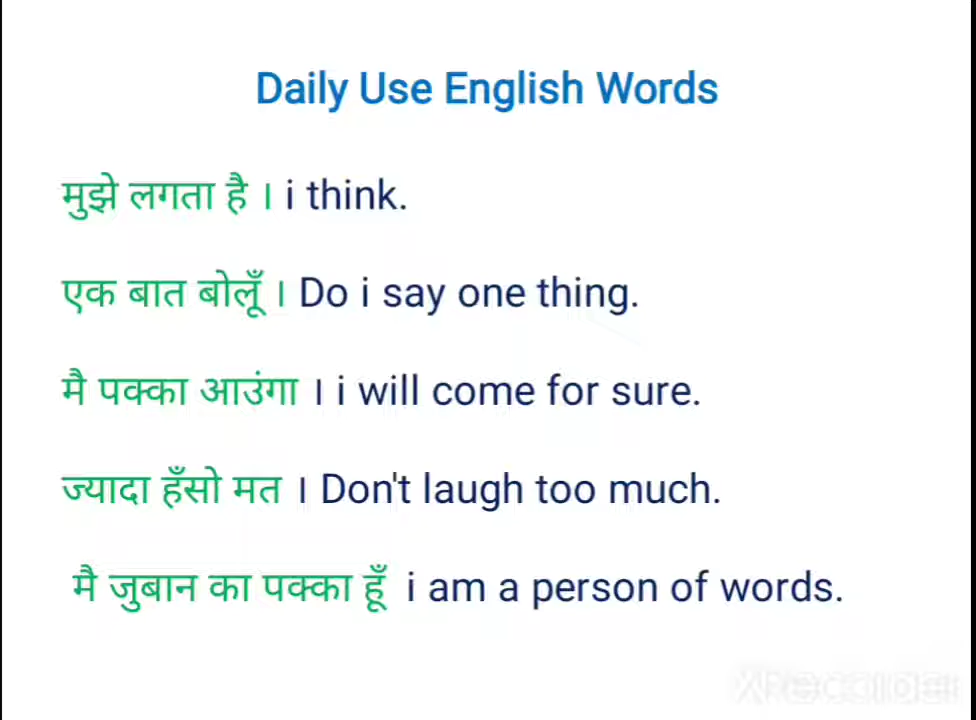 Daily Use English Words
मुझे लगता है । i think.
एक बात बोलूँ । Do i say one thing.
मै पक्का आउंगा । i will come for sure.
ज्यादा हँसो मत । Don't laugh too much.
मै जुबान का पक्का हूँ i am a person of words.
XRecorder